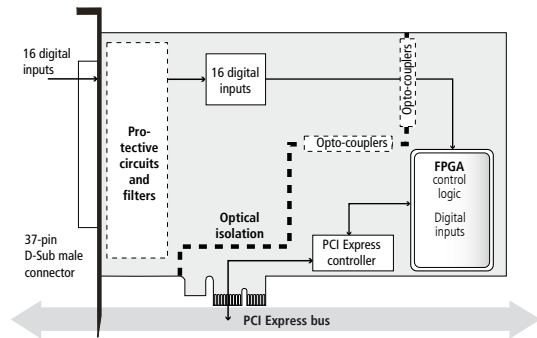 16 digital
inputs
Pro-
tective
circuits
and
filters
16 digital
inputs
Opto-couplers
Opto-couplers
FPGA
control
logic
Digital
inputs
Optical
isolation
PCI Express
controller
37-pin
D-Sub male
connector
PCI Express bus